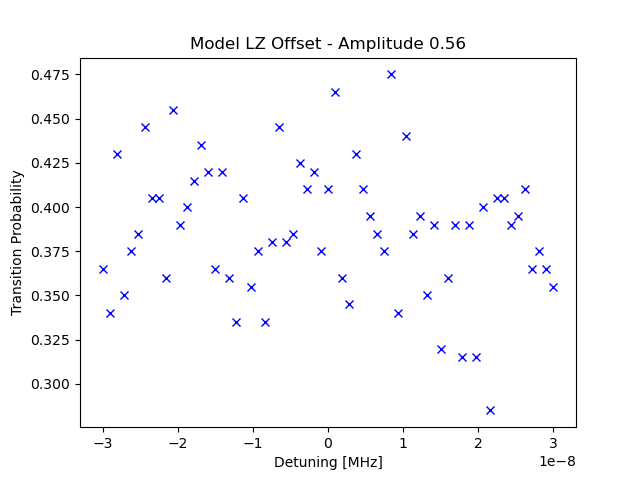 Model LZ Offset - Amplitude 0.56
Transition Probability
0.475
0.450
0.425
0.400
0.375
0.350
0.325
0.300
−3 −2 −1 0 1 2 3
1e−8
Detuning [MHz]